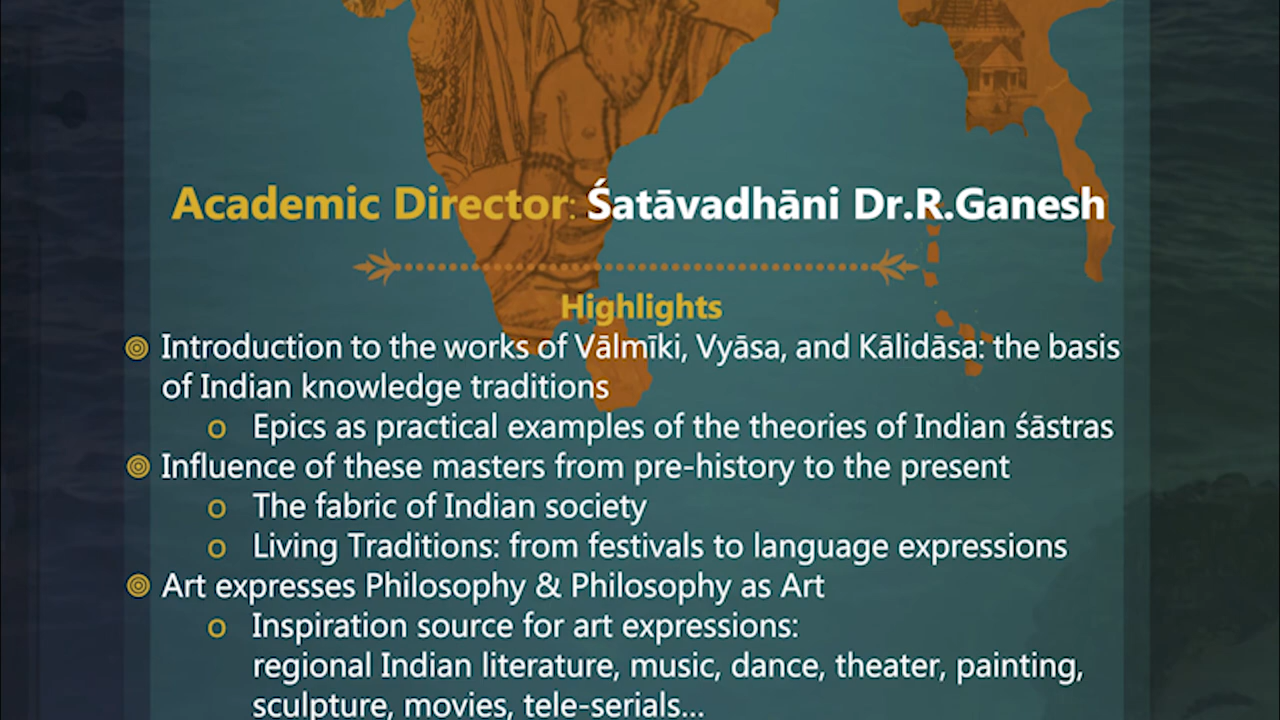 Academic Director: Śatāvadhāni Dr.R.Ganesh
Highlights
Introduction to the works of Vālmīki, Vyāsa, and Kālidāsa: the basis
of Indian knowledge traditions
o Epics as practical examples of the theories of Indian śāstras
Influence of these masters from pre-history to the present
o The fabric of Indian society
o Living Traditions: from festivals to language expressions
Art expresses Philosophy & Philosophy as Art
o Inspiration source for art expressions:
regional Indian literature, music, dance, theater, painting,
sculpture, movies, tele-serials...